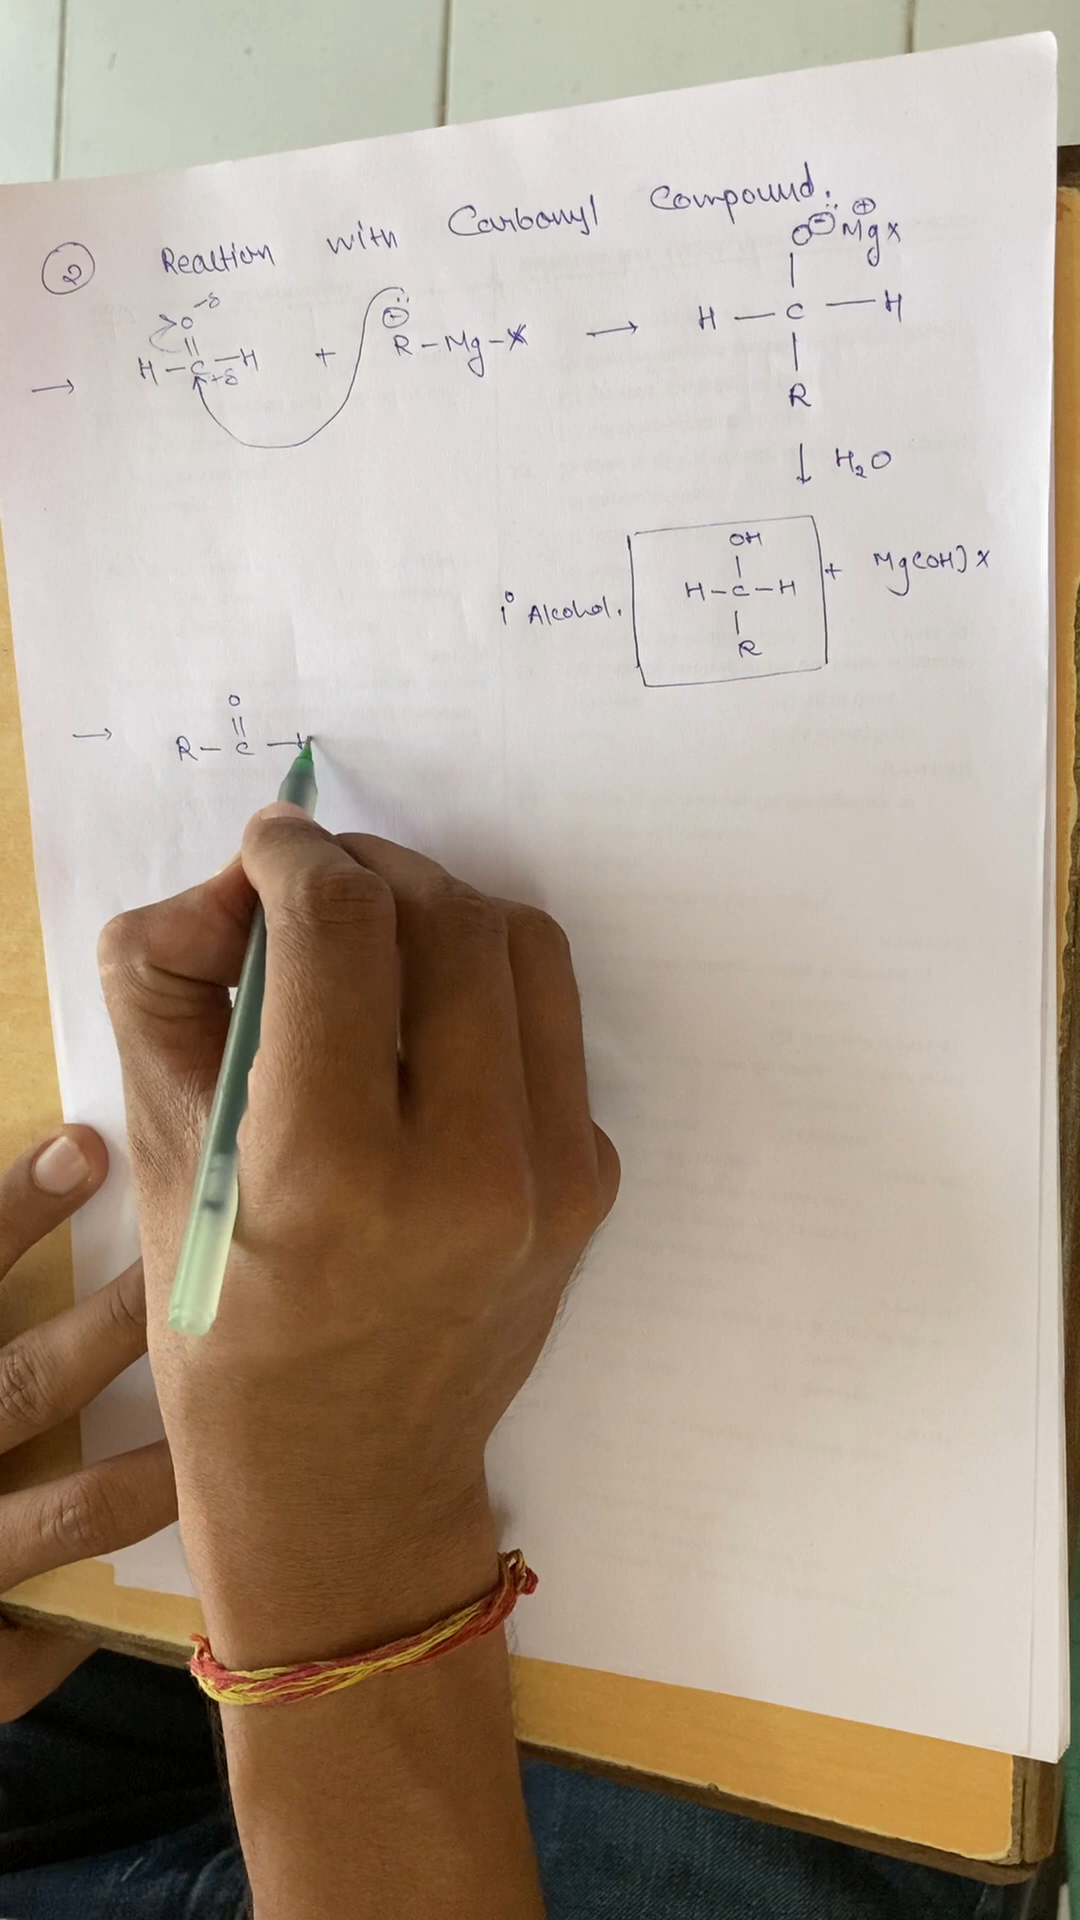 ② Reaction with Carbonyl Compound.
-δ
O
||
→ H-C-H +δ + R-Mg-X ⊖ ··
→
O⊖ ·· ⊕MgX
|
H-C-H
|
R
↓ H₂O
OH
|
1° Alcohol. H-C-H + Mg(OH)X
|
R
O
||
→ R-C-H